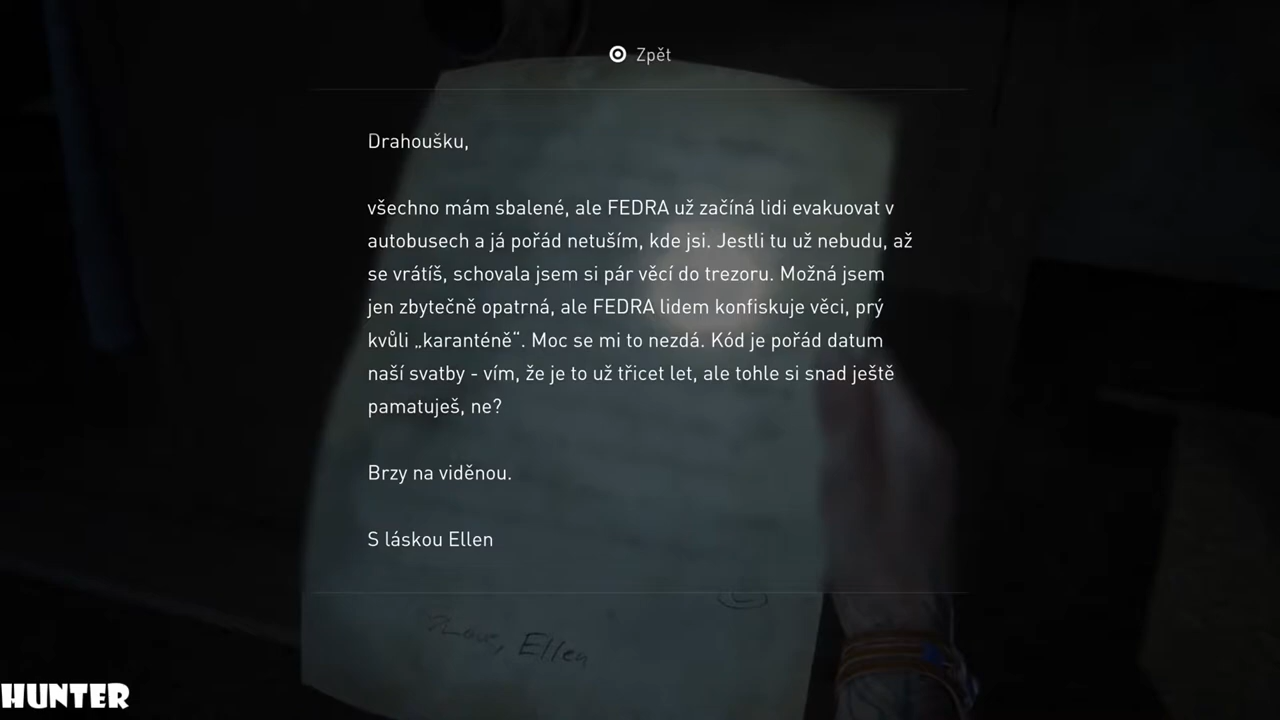 Zpět
Drahoušku,
všechno mám sbalené, ale FEDRA už začíná lidi evakuovat v
autobusech a já pořád netuším, kde jsi. Jestli tu už nebudu, až
se vrátíš, schovala jsem si pár věcí do trezoru. Možná jsem
jen zbytečně opatrná, ale FEDRA lidem konfiskuje věci, prý
kvůli „karanténě“. Moc se mi to nezdá. Kód je pořád datum
naší svatby - vím, že je to už třicet let, ale tohle si snad ještě
pamatuješ, ne?
Brzy na viděnou.
S láskou Ellen
Love, Ellen
HUNTER